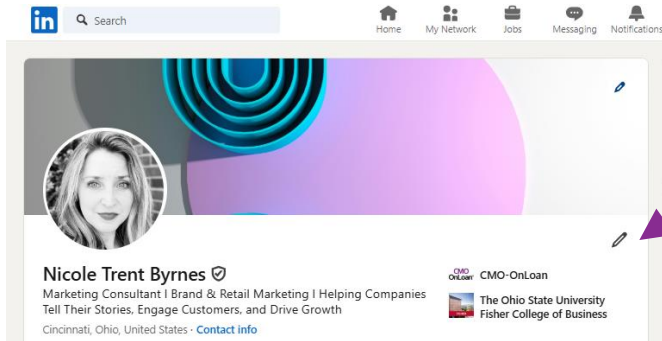 in
Search
Home
My Network
Jobs
Messaging
Notifications
Nicole Trent Byrnes
Marketing Consultant I Brand & Retail Marketing I Helping Companies
Tell Their Stories, Engage Customers, and Drive Growth
Cincinnati, Ohio, United States · Contact info
CMO
OnLoan
CMO-OnLoan
The Ohio State University
Fisher College of Business